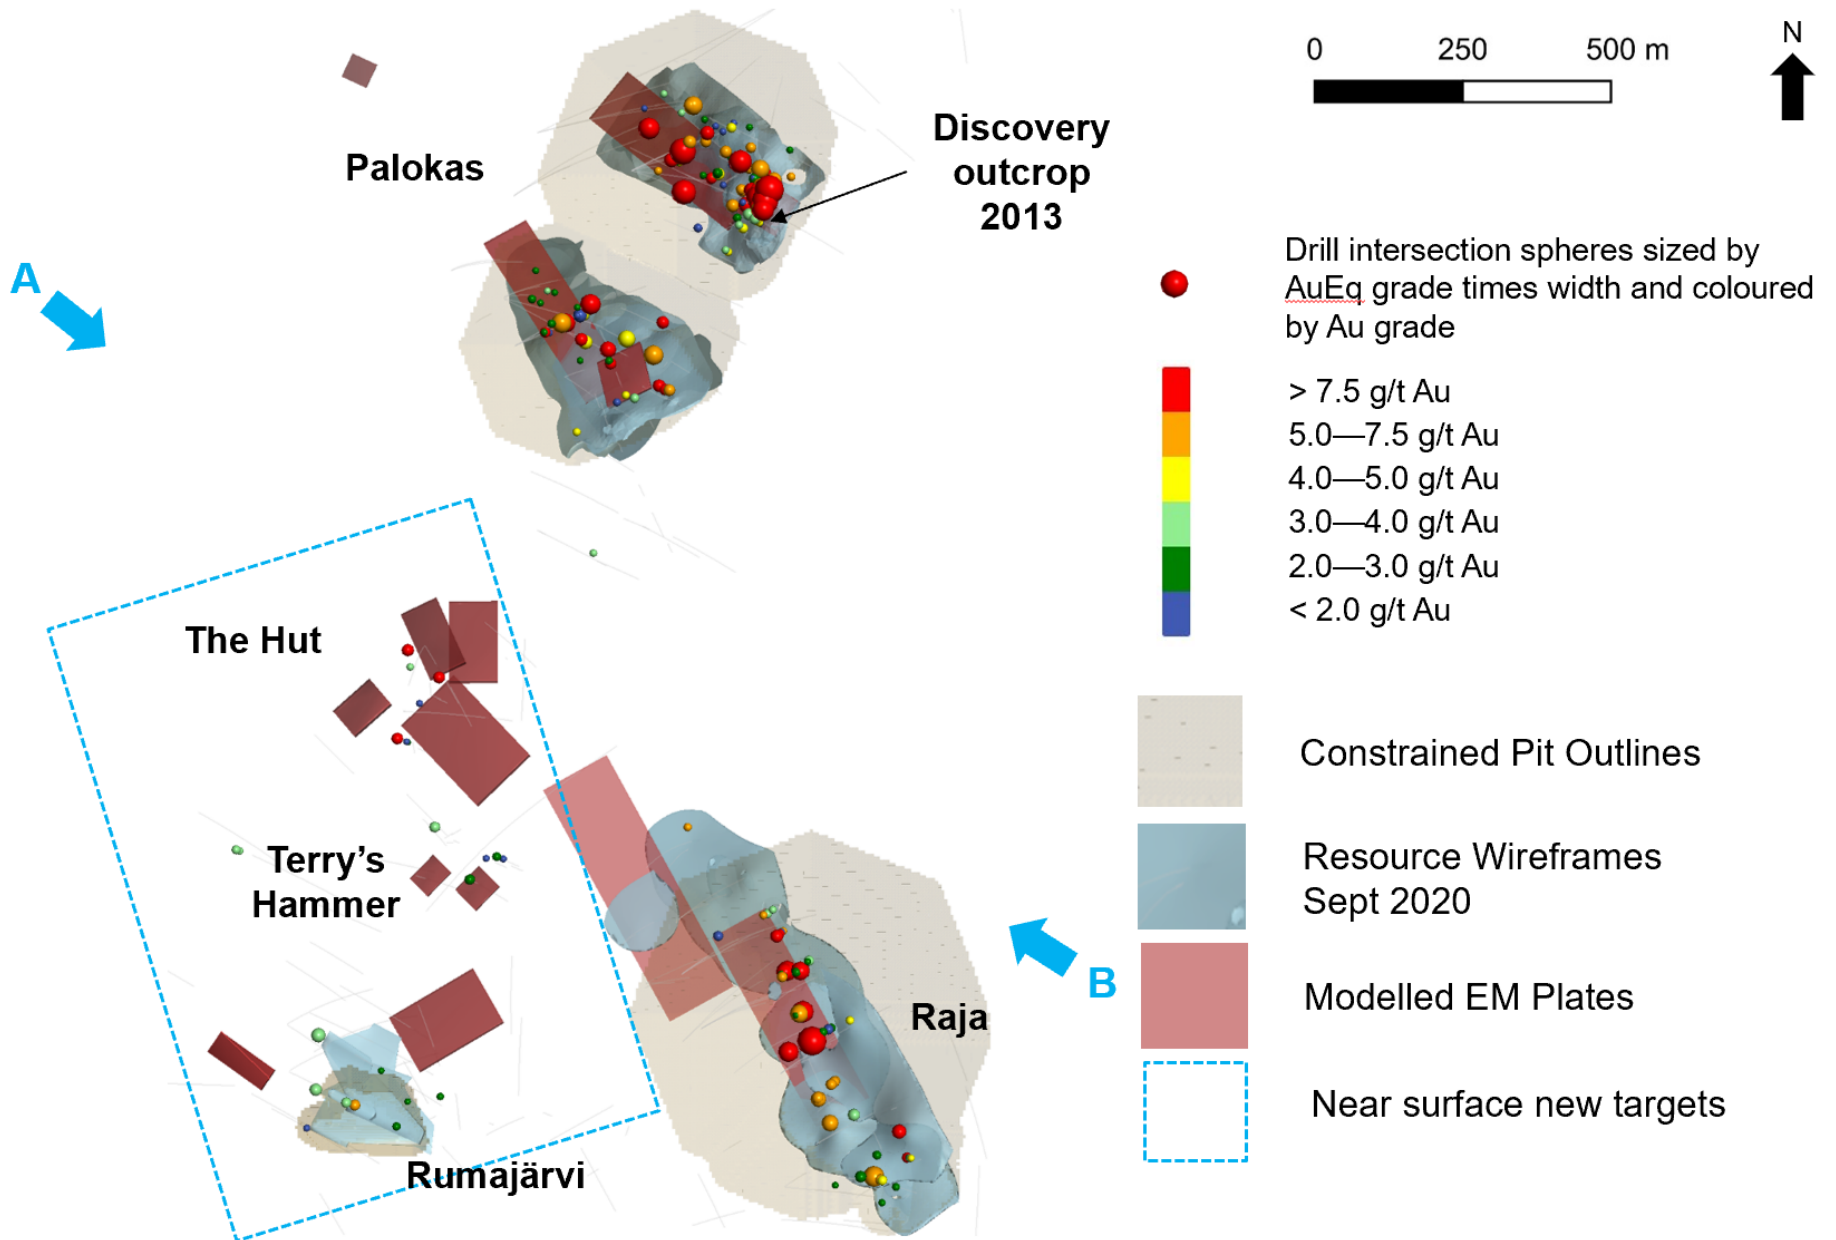 0 250 500 m
N
Discovery
outcrop
2013
Palokas
A
Drill intersection spheres sized by
AuEq grade times width and coloured
by Au grade
> 7.5 g/t Au
5.0—7.5 g/t Au
4.0—5.0 g/t Au
3.0—4.0 g/t Au
2.0—3.0 g/t Au
< 2.0 g/t Au
The Hut
Terry’s
Hammer
Raja
B
Rumajärvi
Constrained Pit Outlines
Resource Wireframes
Sept 2020
Modelled EM Plates
Near surface new targets